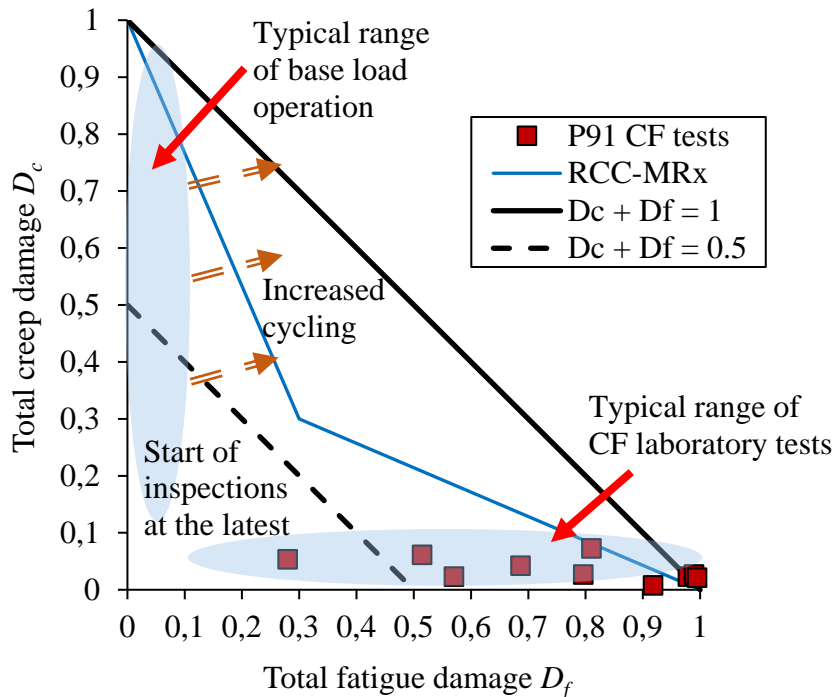 1
0,9
0,8
0,7
0,6
0,5
0,4
0,3
0,2
0,1
0
Total creep damage D_c
Typical range
of base load
operation
P91 CF tests
RCC-MRx
Dc + Df = 1
Dc + Df = 0.5
Increased
cycling
Typical range of
CF laboratory tests
Start of
inspections
at the latest
0 0,1 0,2 0,3 0,4 0,5 0,6 0,7 0,8 0,9 1
Total fatigue damage D_f